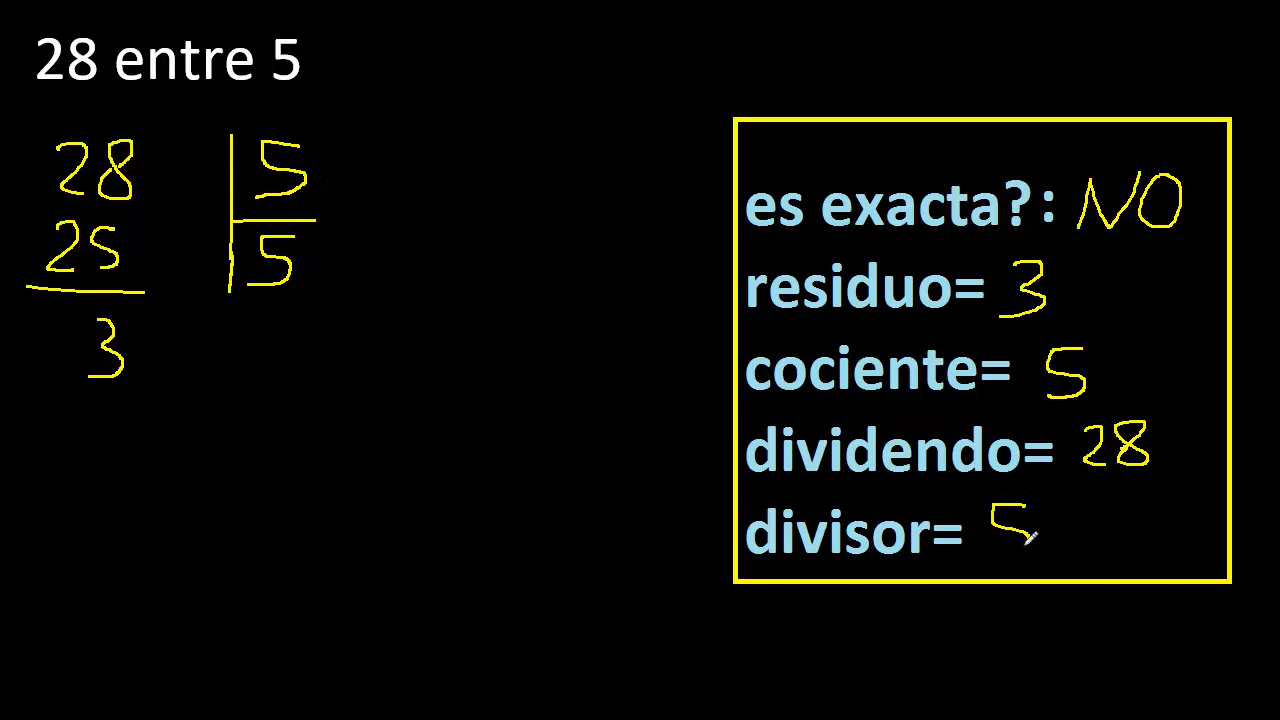 28 entre 5
28 5
25 5
3
es exacta?: NO
residuo= 3
cociente= 5
dividendo= 28
divisor= 5